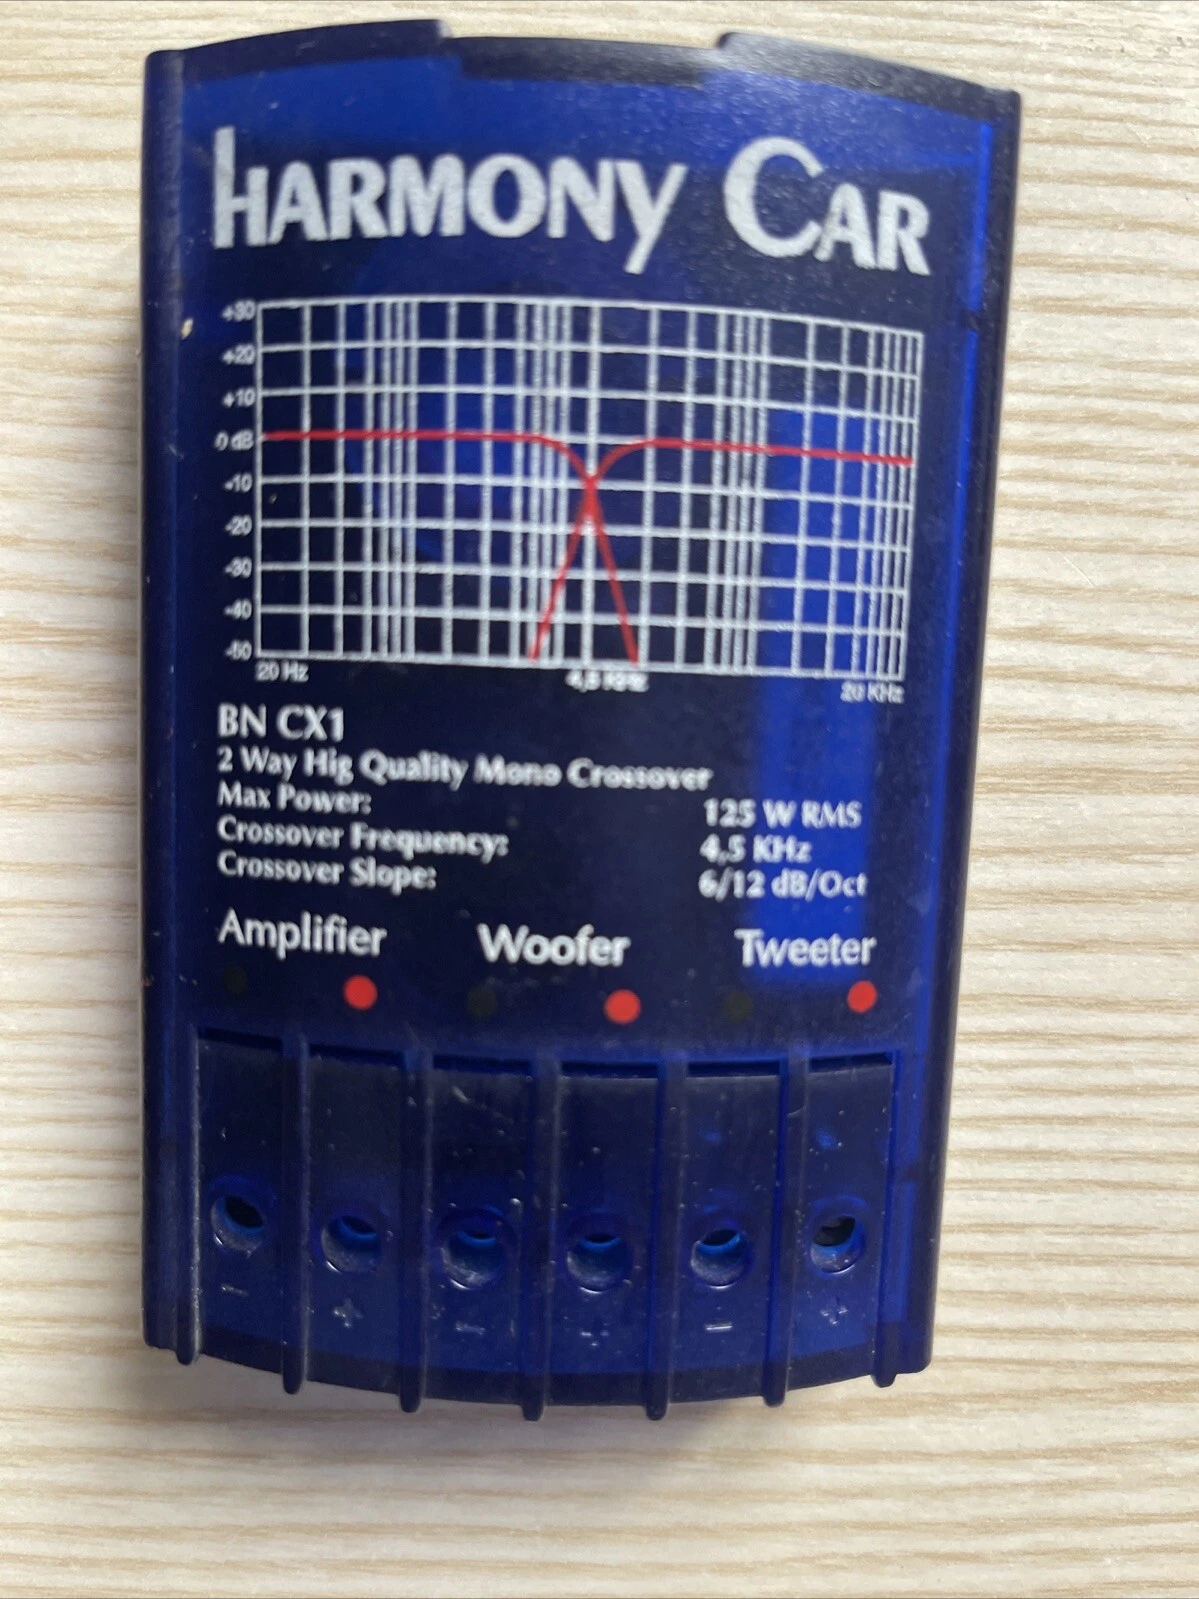 HARMONY CAR
+30
+20
+10
0 dB
-10
-20
-30
-40
-50
20 Hz 4,5 KHz 20 KHz
BN CX1
2 Way Hig Quality Mono Crossover
Max Power: 125 W RMS
Crossover Frequency: 4,5 KHz
Crossover Slope: 6/12 dB/Oct
Amplifier Woofer Tweeter
- + - + - +